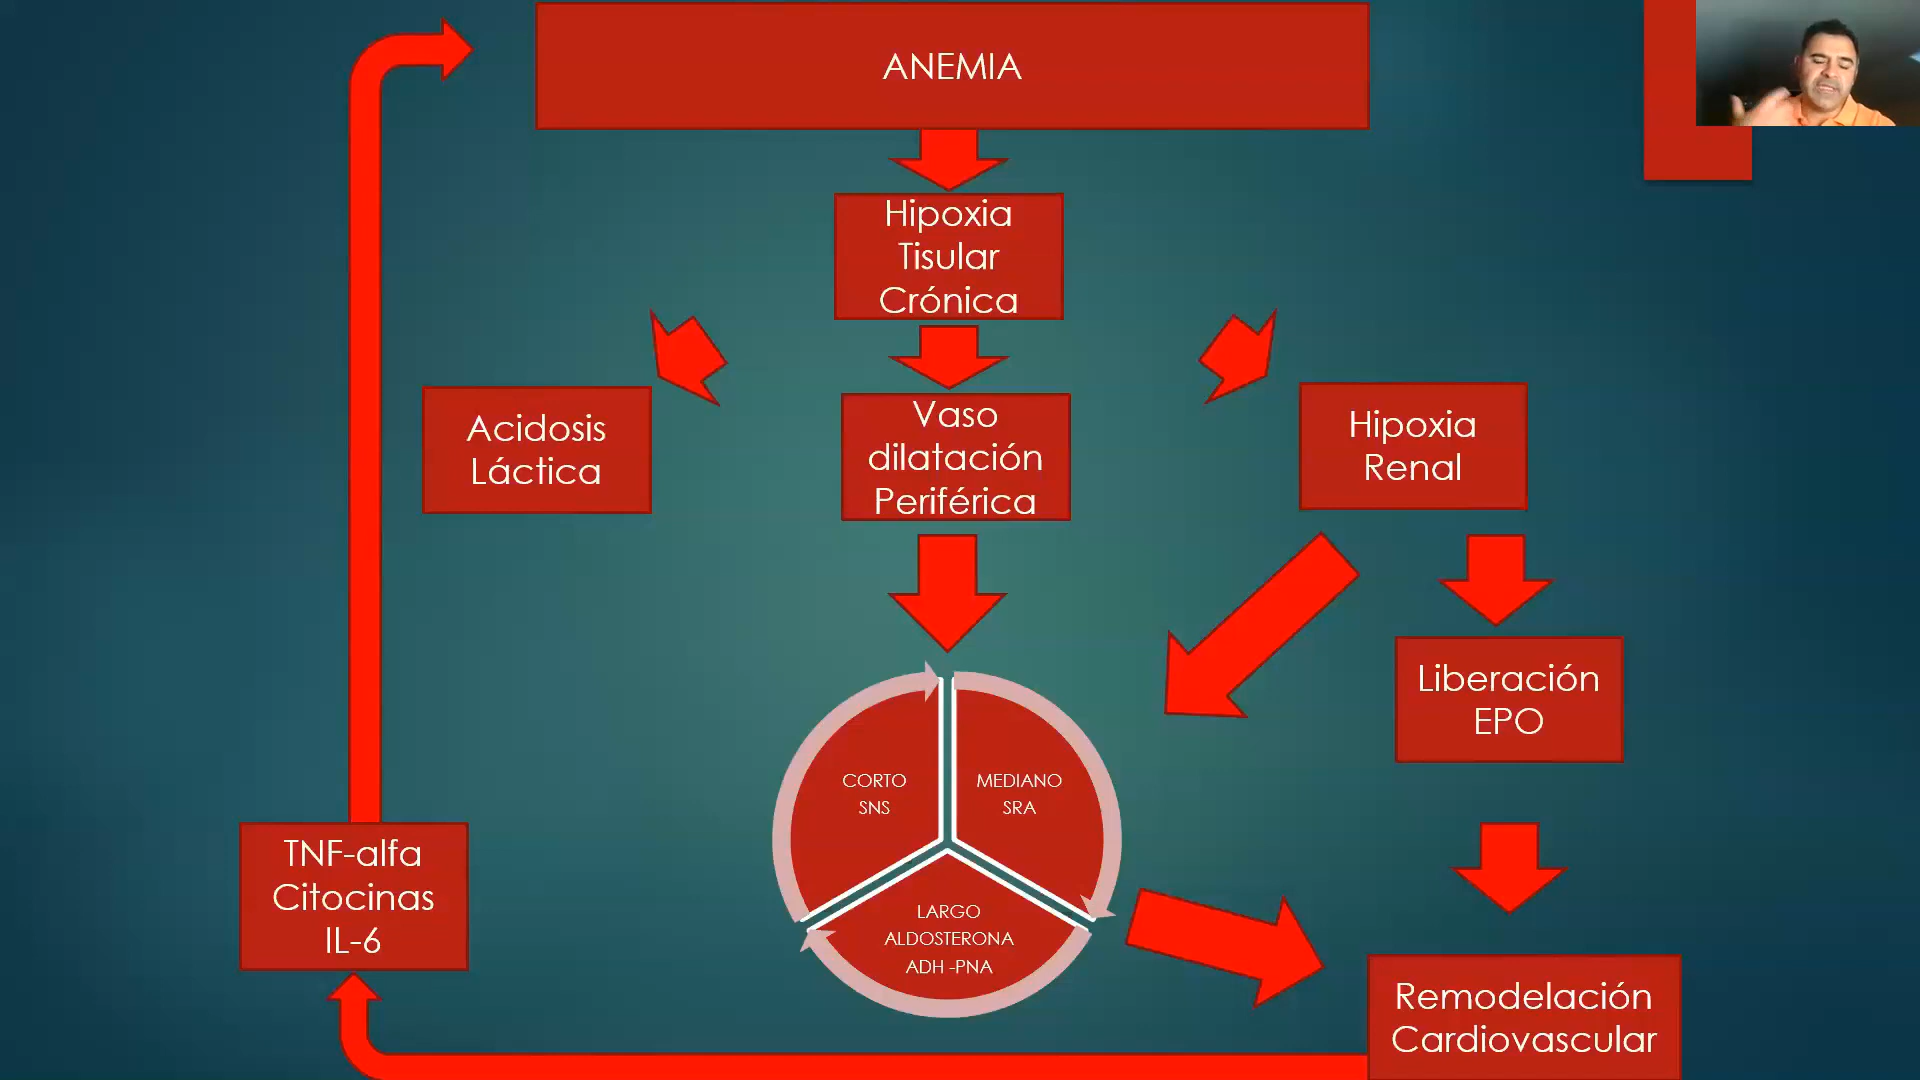 ANEMIA
Hipoxia
Tisular
Crónica
Acidosis
Láctica
Vaso
dilatación
Periférica
Hipoxia
Renal
Liberación
EPO
CORTO
SNS
MEDIANO
SRA
LARGO
ALDOSTERONA
ADH -PNA
TNF-alfa
Citocinas
IL-6
Remodelación
Cardiovascular